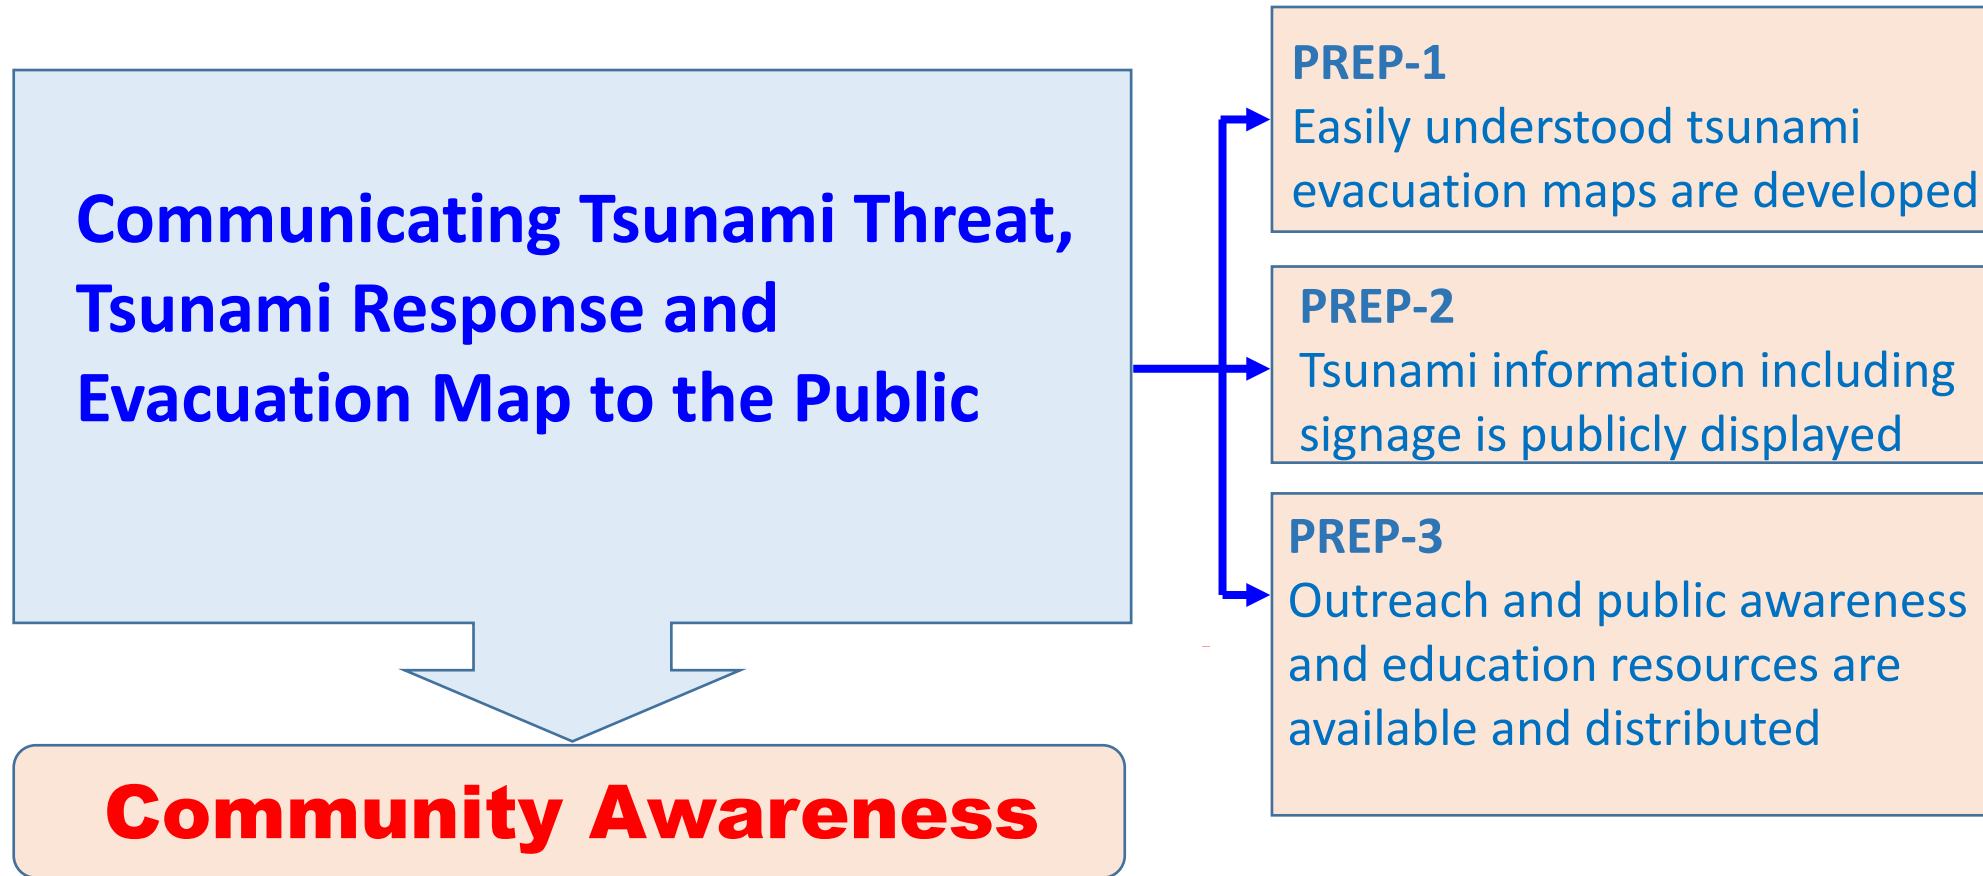 Communicating Tsunami Threat,
Tsunami Response and
Evacuation Map to the Public
Community Awareness
PREP-1
Easily understood tsunami
evacuation maps are developed
PREP-2
Tsunami information including
signage is publicly displayed
PREP-3
Outreach and public awareness
and education resources are
available and distributed